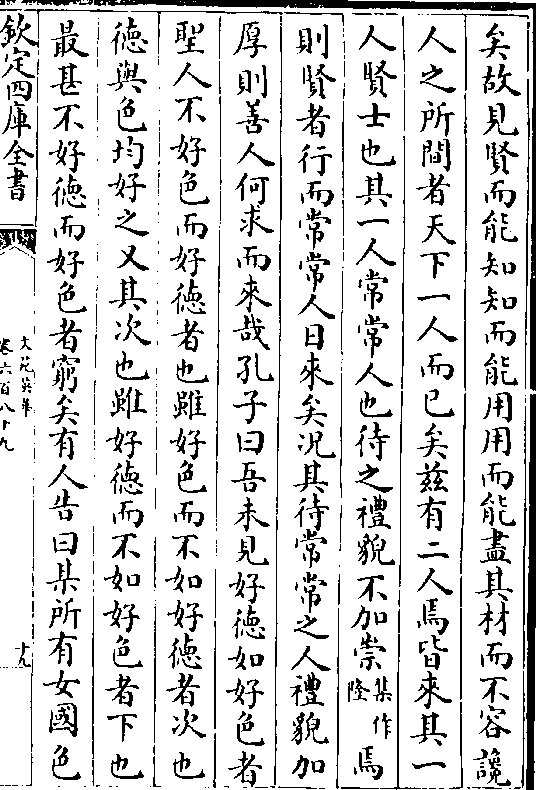 矣故見賢而能知知而能用用而能盡其材而不容讒
人之所間者天下一人而已矣兹有二人焉皆來其一
人賢士也其一人常常人也待之禮貌不加崇集作隆焉
則賢者行而常常人日來矣况其待常常之人禮貌加
厚則善人何求而來哉孔子曰吾未見好德如好色者
聖人不好色而好德者也雖好色而不如好德者次也
德與色均好之又其次也雖好德而不如好色者下也
最甚不好德而好色者窮矣有人告曰某所有女國色
欽定四庫全書
文苑英華
卷六百八十九
十九